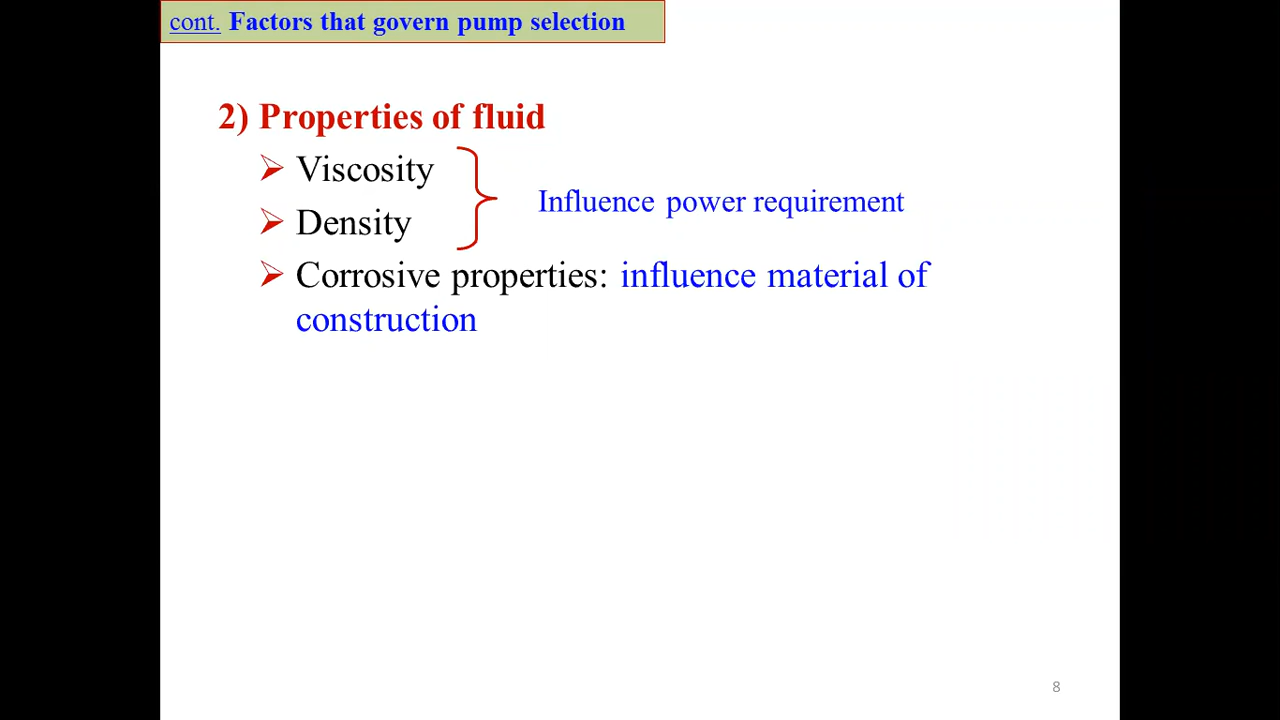 cont. Factors that govern pump selection
2) Properties of fluid
Viscosity
Influence power requirement
Density
Corrosive properties: influence material of
construction
8